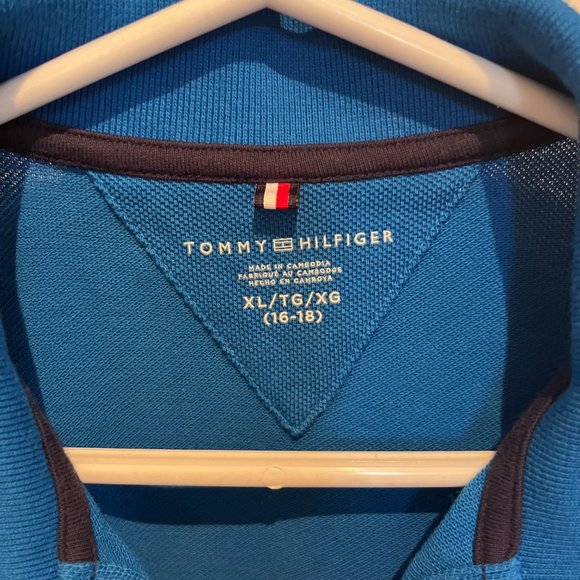 TOMMY HILFIGER
MADE IN CAMBODIA
FABRIQUÉ AU CAMBODGE
HECHO EN CAMBOYA
XL/TG/XG
(16-18)